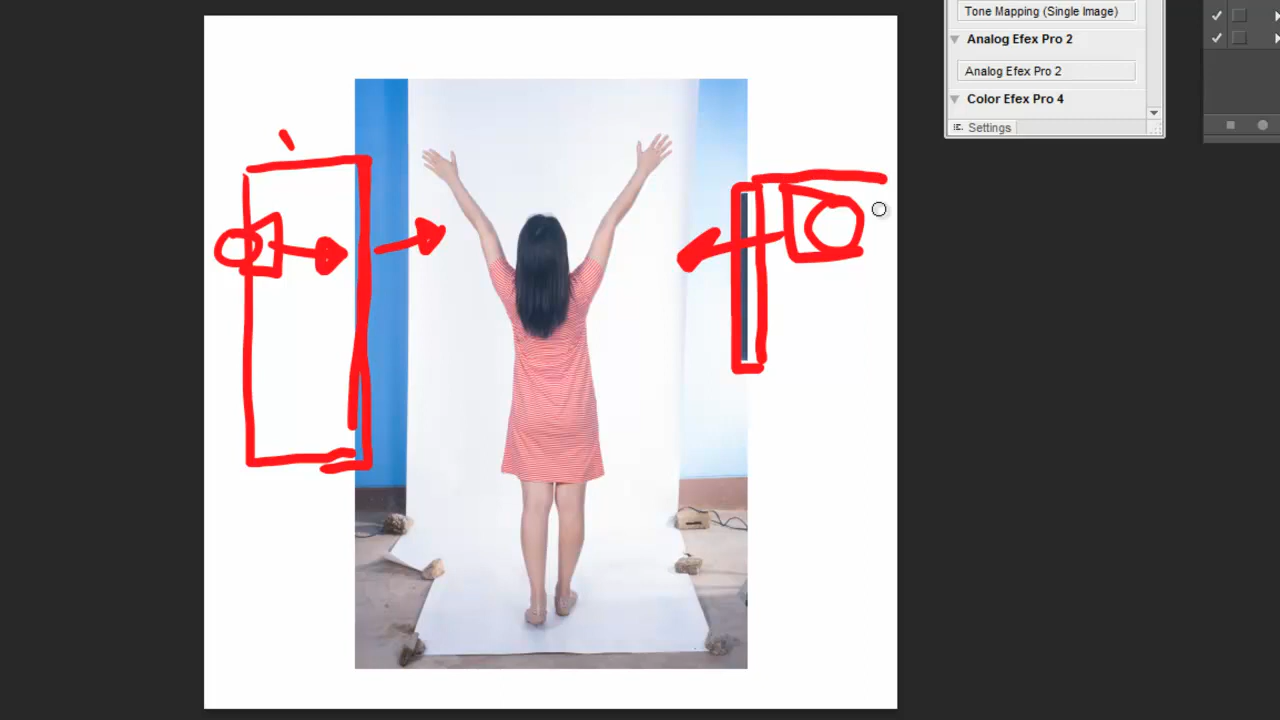 Tone Mapping (Single Image)
Analog Efex Pro 2
Analog Efex Pro 2
Color Efex Pro 4
Settings